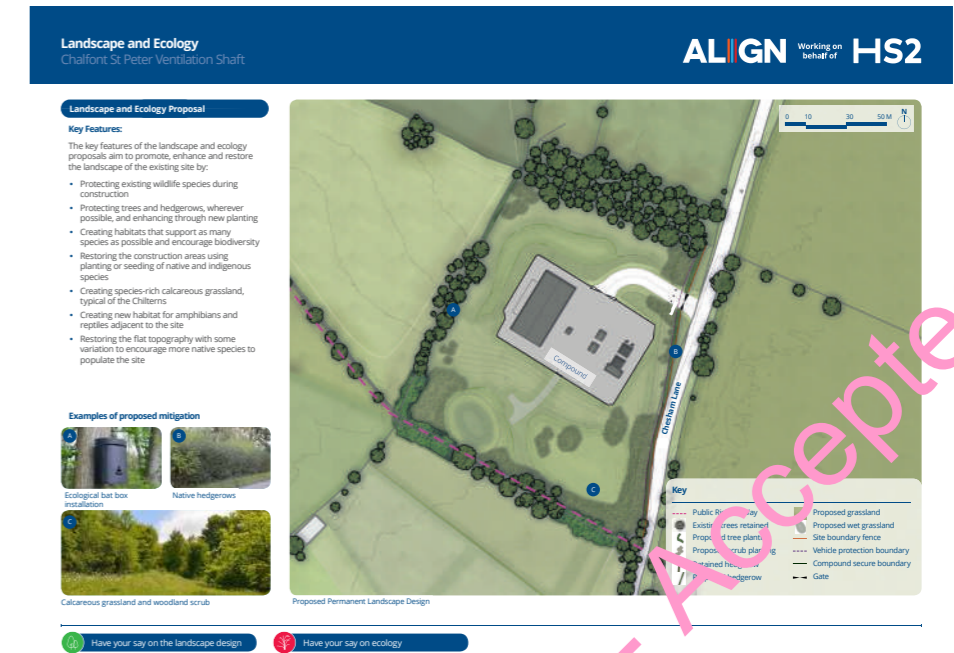 Landscape and Ecology
Chalfont St Peter Ventilation Shaft
ALIGN
Working on
behalf of
HS2
Landscape and Ecology Proposal
Key Features:
The key features of the landscape and ecology
proposals aim to promote, enhance and restore
the landscape of the existing site by:
• Protecting existing wildlife species during
construction
• Protecting trees and hedgerows, wherever
possible, and enhancing through new planting
• Creating habitats that support as many
species as possible and encourage biodiversity
• Restoring the construction areas using
planting or seeding of native and indigenous
species
• Creating species-rich calcareous grassland,
typical of the Chilterns
• Creating new habitat for amphibians and
reptiles adjacent to the site
• Restoring the flat topography with some
variation to encourage more native species to
populate the site
Examples of proposed mitigation
A
B
Ecological bat box
installation
Native hedgerows
C
Calcareous grassland and woodland scrub
0 10 30 50 M
N
A
B
C
Compound
Chesham Lane
Proposed Permanent Landscape Design
Key
Public
Existing trees retained
tree
scrub planting
hedgerow
Proposed grassland
Proposed wet grassland
Site boundary fence
Vehicle protection boundary
Compound secure boundary
Gate
Accepte
Have your say on the landscape design
Have your say on ecology